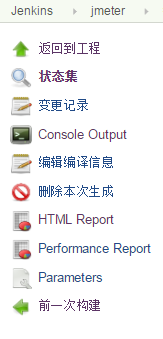 Jenkins jmeter
返回到工程
状态集
变更记录
Console Output
编辑编译信息
删除本次生成
HTML Report
Performance Report
Parameters
前一次构建